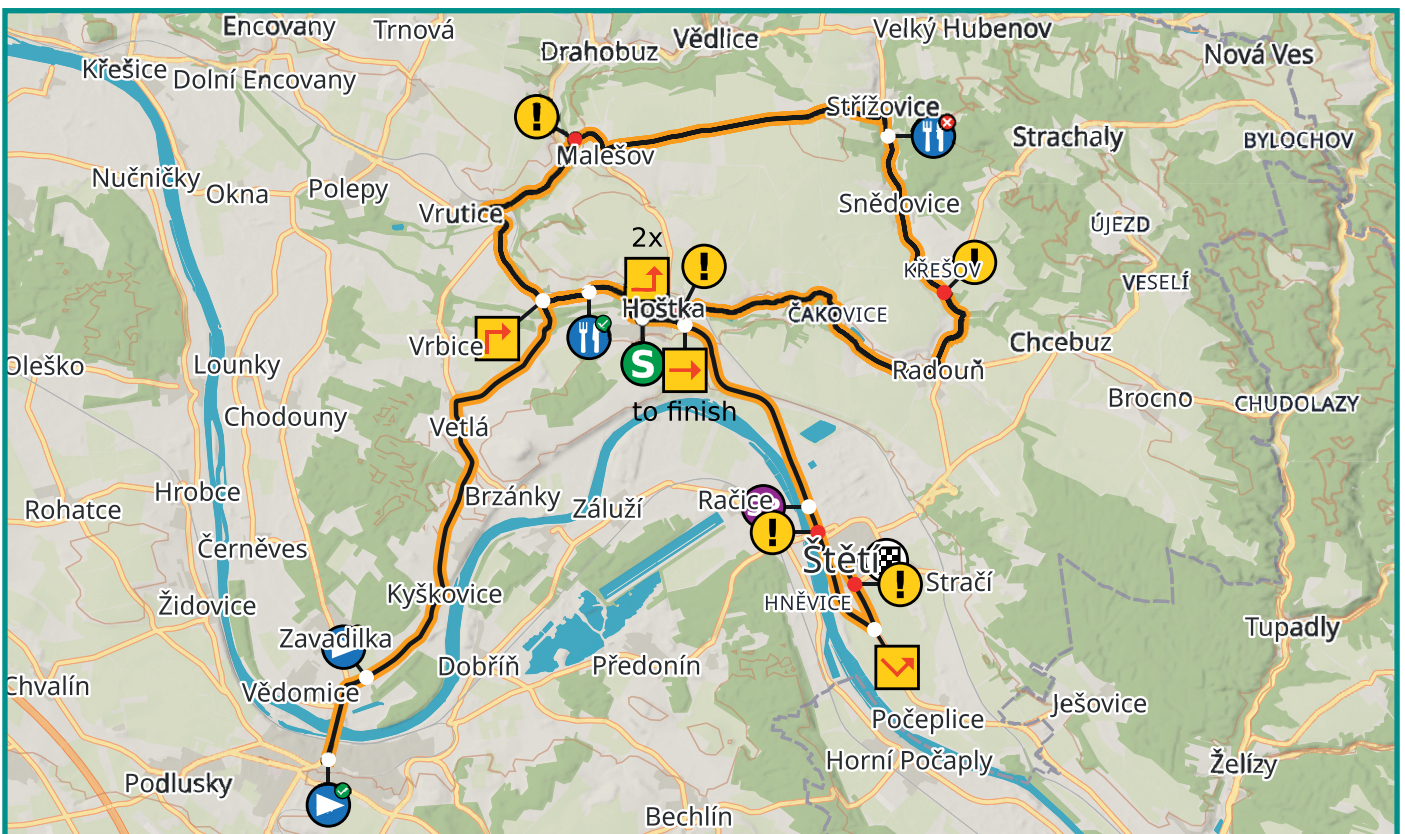 Encovany
Trnová
Velký Hubenov
Vědlice
Drahobuz
Nová Ves
Křešice
Dolní Encovany
Střížovice
Strachaly
BYLOCHOV
!
Malešov
Nučničky
Okna
Polepy
Snědovice
Vrutice
ÚJEZD
2x
!
!
KŘEŠOV
VESELÍ
Hoštka
ČAKOVICE
Vrbice
Chcebuz
Oleško
Lounky
S
Radouň
Brocno
CHUDOLAZY
to finish
Chodouny
Vetlá
Hrobce
Brzánky
Záluží
Račice
Rohatce
!
Černěves
Štětí
Stračí
!
Kyškovice
HNĚVICE
Židovice
Zavadilka
Tupadly
Dobříň
Předonín
Chvalín
Vědomice
Ješovice
Počeplice
Horní Počaply
Želízy
Podlusky
Bechlín